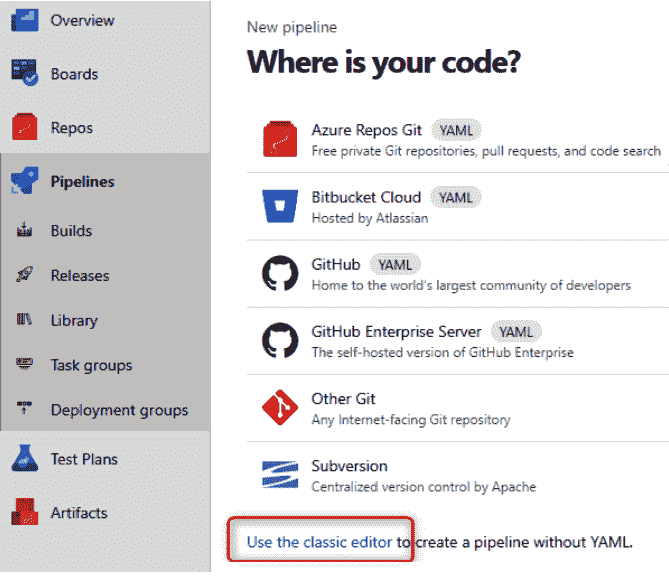 Overview
Boards
Repos
Pipelines
Builds
Releases
Library
Task groups
Deployment groups
Test Plans
Artifacts
New pipeline
Where is your code?
Azure Repos Git YAML
Free private Git repositories, pull requests, and code search
Bitbucket Cloud YAML
Hosted by Atlassian
GitHub YAML
Home to the world's largest community of developers
GitHub Enterprise Server YAML
The self-hosted version of GitHub Enterprise
Other Git
Any Internet-facing Git repository
Subversion
Centralized version control by Apache
Use the classic editor to create a pipeline without YAML.